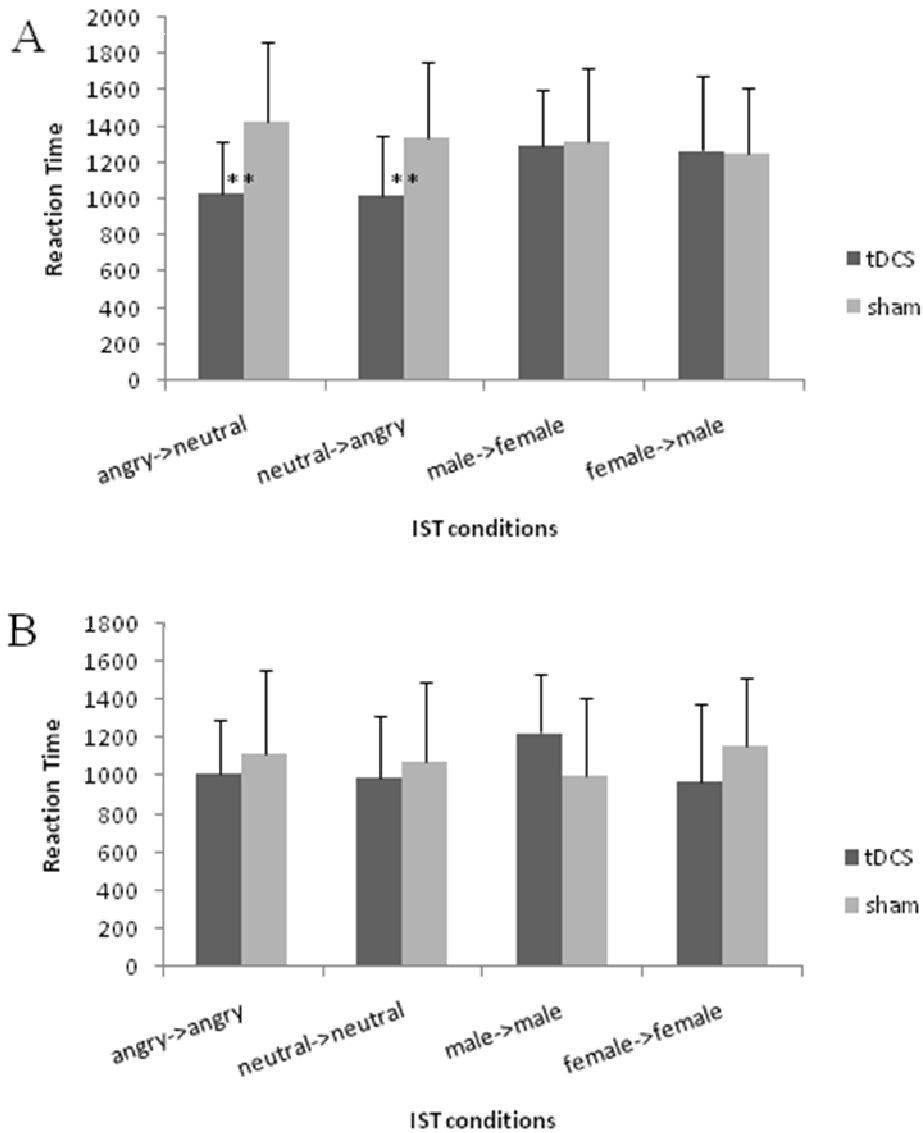 A
Reaction Time
2000
1800
1600
1400
1200
1000
800
600
400
200
0
**
**
angry->neutral
neutral->angry
male->female
female->male
IST conditions
tDCS
sham
B
Reaction Time
1800
1600
1400
1200
1000
800
600
400
200
0
angry->angry
neutral->neutral
male->male
female->female
IST conditions
tDCS
sham